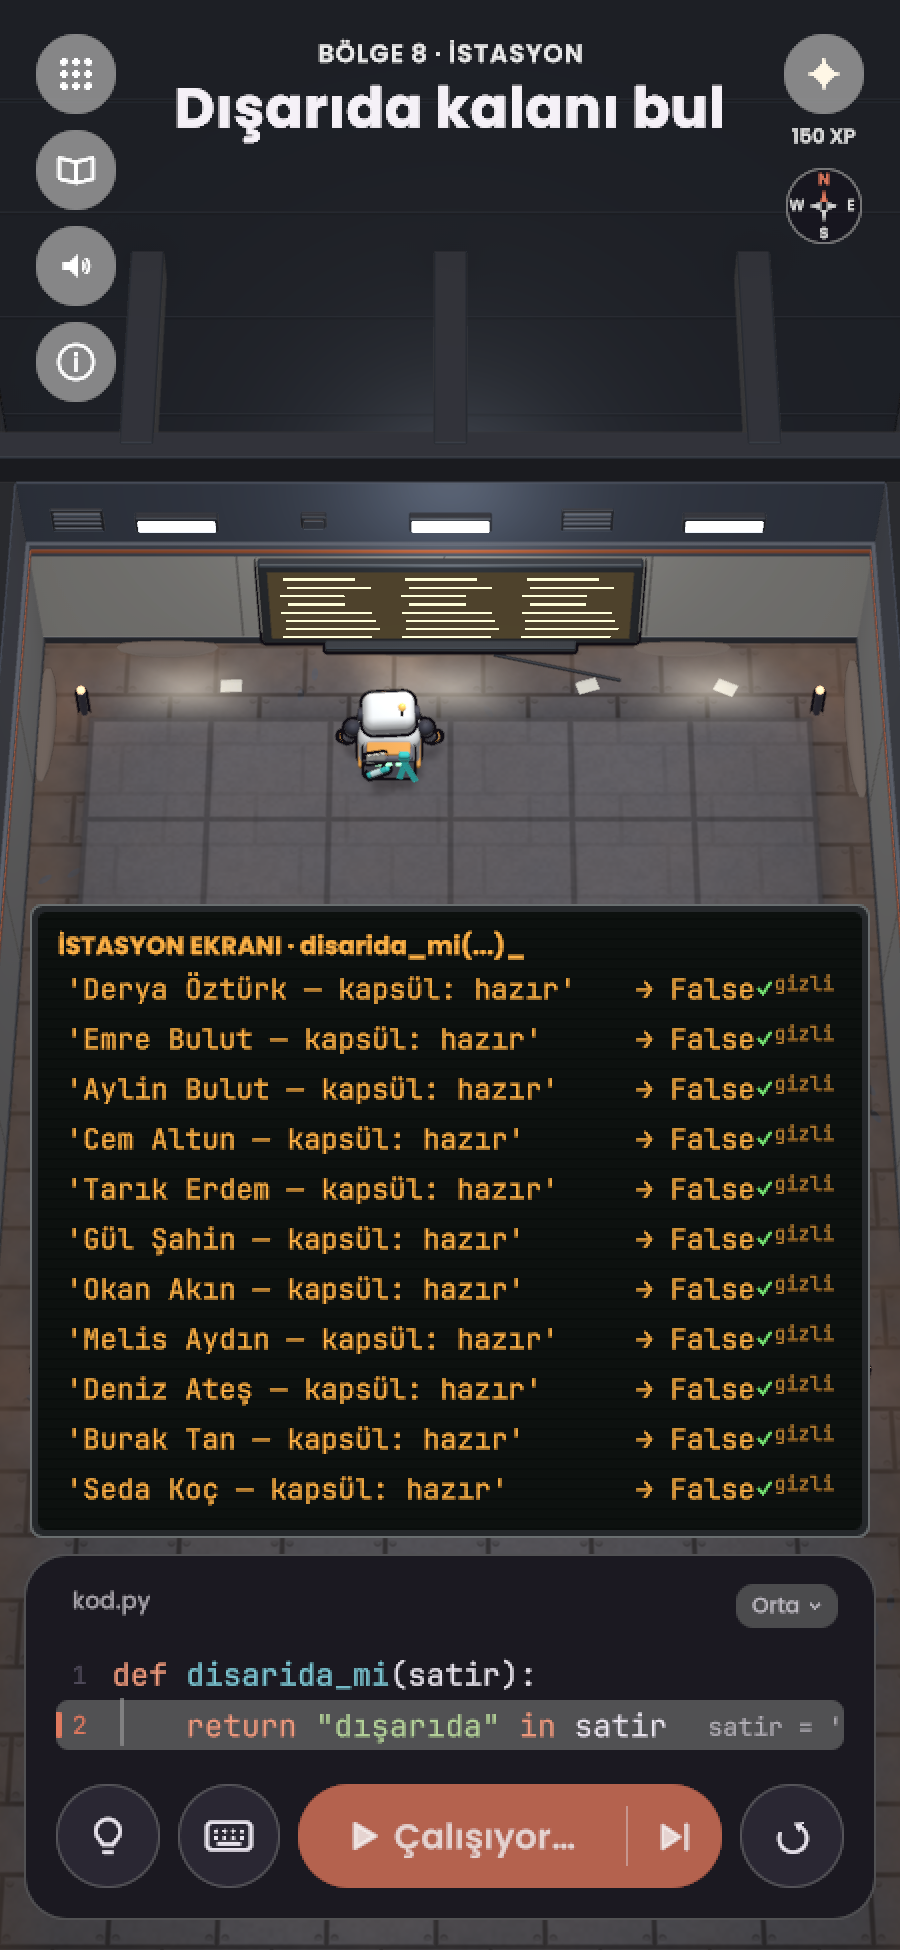 BÖLGE 8 · İSTASYON
Dışarıda kalanı bul
150 XP
N
W E
S
İSTASYON EKRANI · disarida_mi(...)_
'Derya Öztürk — kapsül: hazır' → False✓gizli
'Emre Bulut — kapsül: hazır' → False✓gizli
'Aylin Bulut — kapsül: hazır' → False✓gizli
'Cem Altun — kapsül: hazır' → False✓gizli
'Tarık Erdem — kapsül: hazır' → False✓gizli
'Gül Şahin — kapsül: hazır' → False✓gizli
'Okan Akın — kapsül: hazır' → False✓gizli
'Melis Aydın — kapsül: hazır' → False✓gizli
'Deniz Ateş — kapsül: hazır' → False✓gizli
'Burak Tan — kapsül: hazır' → False✓gizli
'Seda Koç — kapsül: hazır' → False✓gizli
kod.py
Orta
1 def disarida_mi(satir):
2 return "dışarıda" in satir satir = '
Çalışıyor...